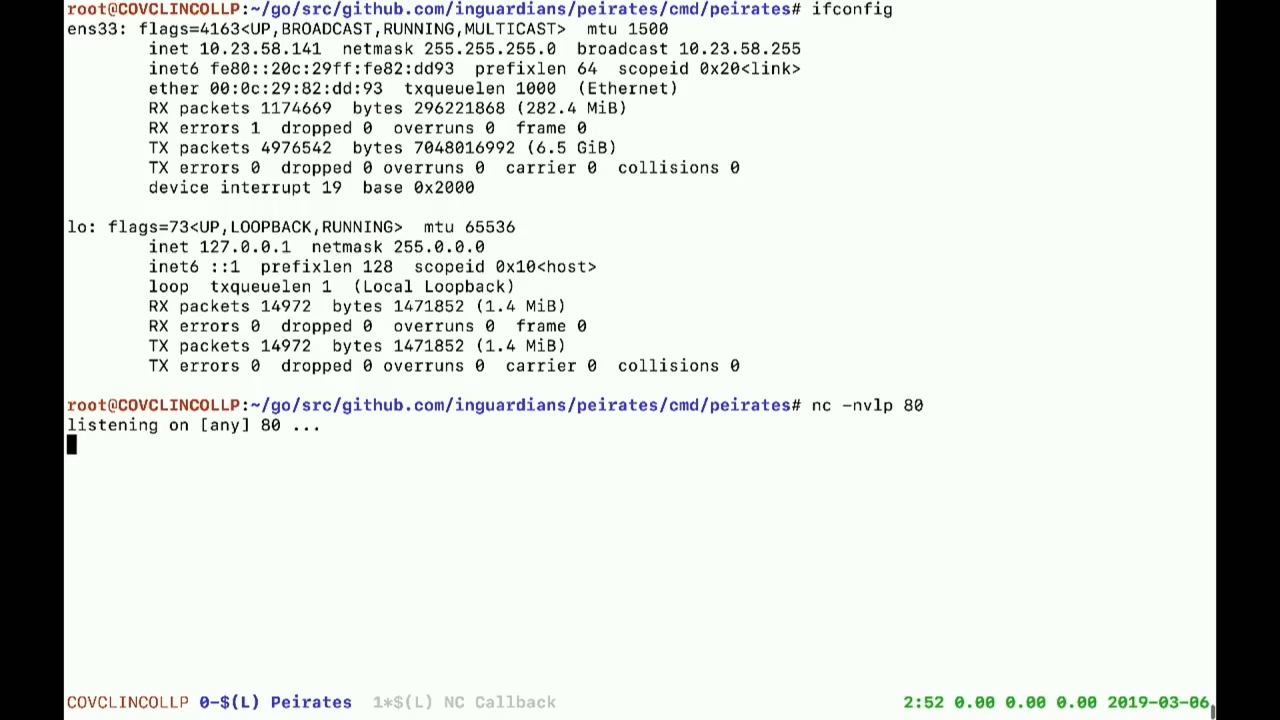 root@COVCLINCOLLP:~/go/src/github.com/inguardians/peirates/cmd/peirates# ifconfig
ens33: flags=4163<UP,BROADCAST,RUNNING,MULTICAST>  mtu 1500
        inet 10.23.58.141  netmask 255.255.255.0  broadcast 10.23.58.255
        inet6 fe80::20c:29ff:fe82:dd93  prefixlen 64  scopeid 0x20<link>
        ether 00:0c:29:82:dd:93  txqueuelen 1000  (Ethernet)
        RX packets 1174669  bytes 296221868 (282.4 MiB)
        RX errors 1  dropped 0  overruns 0  frame 0
        TX packets 4976542  bytes 7048016992 (6.5 GiB)
        TX errors 0  dropped 0 overruns 0  carrier 0  collisions 0
        device interrupt 19  base 0x2000

lo: flags=73<UP,LOOPBACK,RUNNING>  mtu 65536
        inet 127.0.0.1  netmask 255.0.0.0
        inet6 ::1  prefixlen 128  scopeid 0x10<host>
        loop  txqueuelen 1  (Local Loopback)
        RX packets 14972  bytes 1471852 (1.4 MiB)
        RX errors 0  dropped 0  overruns 0  frame 0
        TX packets 14972  bytes 1471852 (1.4 MiB)
        TX errors 0  dropped 0 overruns 0  carrier 0  collisions 0

root@COVCLINCOLLP:~/go/src/github.com/inguardians/peirates/cmd/peirates# nc -nvlp 80
listening on [any] 80 ...
COVCLINCOLLP 0-$(L) Peirates  1*$(L) NC Callback 2:52 0.00 0.00 0.00 2019-03-06